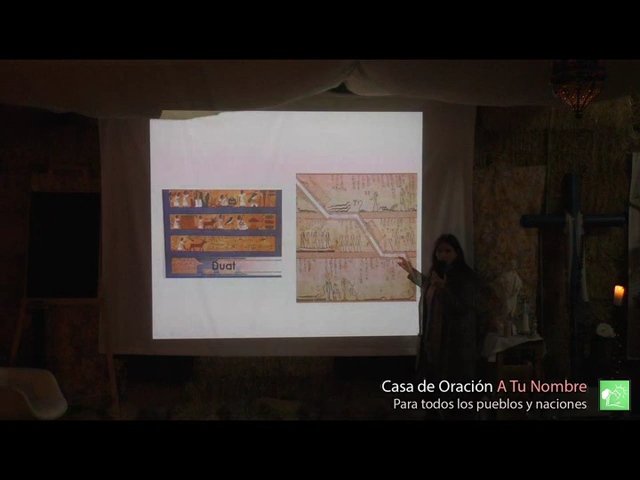 Duat
Casa de Oración A Tu Nombre
Para todos los pueblos y naciones